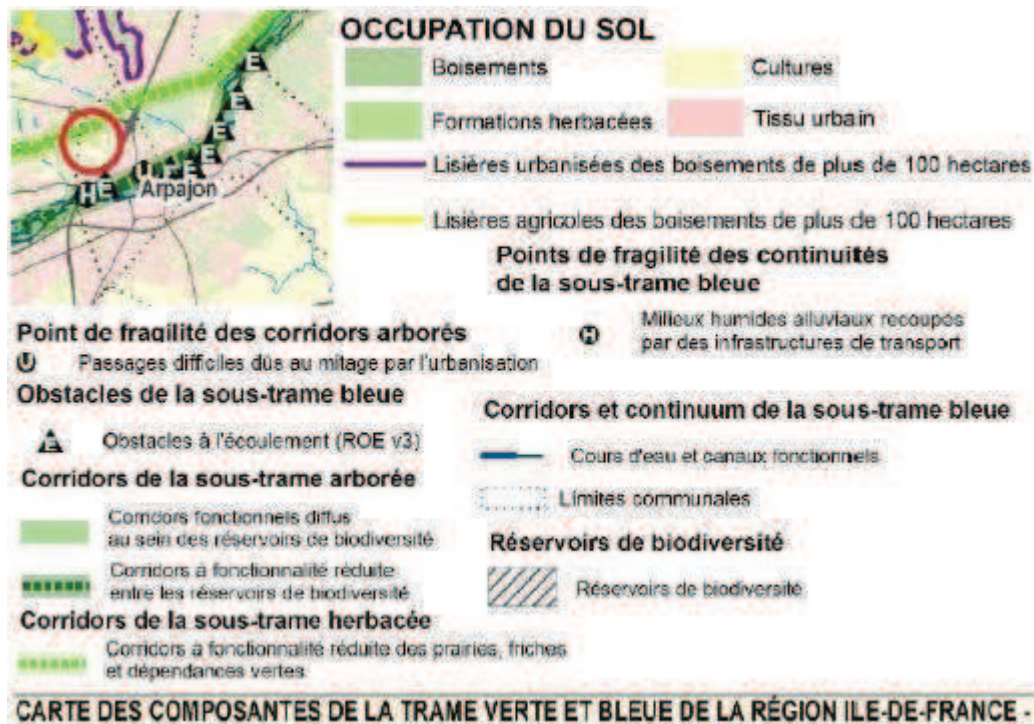 OCCUPATION DU SOL
Boisements
Cultures
Formations herbacées
Tissu urbain
Lisières urbanisées des boisements de plus de 100 hectares
Lisières agricoles des boisements de plus de 100 hectares
E
E
E
E
E
U
HE
Arpajon
Points de fragilité des continuités
de la sous-trame bleue
H
Milieux humides alluviaux recoupés
par des infrastructures de transport
Point de fragilité des corridors arborés
U
Passages difficiles dûs au mitage par l'urbanisation
Obstacles de la sous-trame bleue
E
Obstacles à l'écoulement (ROE v3)
Corridors de la sous-trame arborée
Corridors fonctionnels diffus
au sein des réservoirs de biodiversité
Corridors a fonctionnalité réduite
entre les réservoirs de biodiversité
Corridors de la sous-trame herbacée
Corridors a fonctionnalité réduite des prairies, friches
et dépendances vertes
Corridors et continuum de la sous-trame bleue
Cours d'eau et canaux fonctionnels
Limites communales
Réservoirs de biodiversité
Réservoirs de biodiversité
CARTE DES COMPOSANTES DE LA TRAME VERTE ET BLEUE DE LA RÉGION ILE-DE-FRANCE